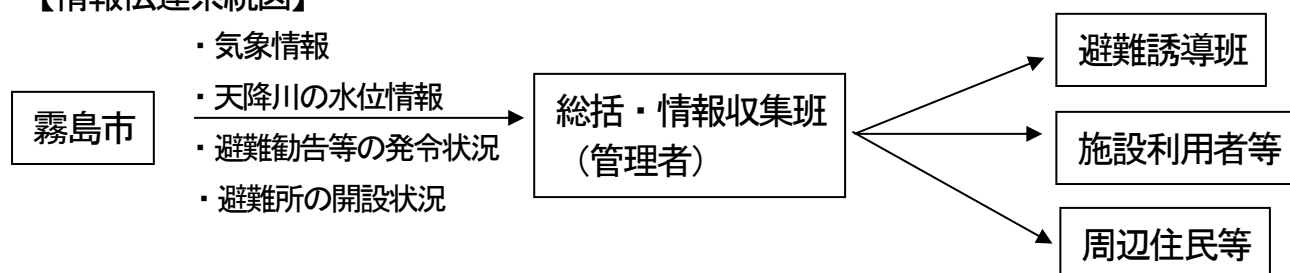 【情報伝達系統図】
霧島市
・気象情報
・天降川の水位情報
・避難勧告等の発令状況
・避難所の開設状況
総括・情報収集班
（管理者）
避難誘導班
施設利用者等
周辺住民等